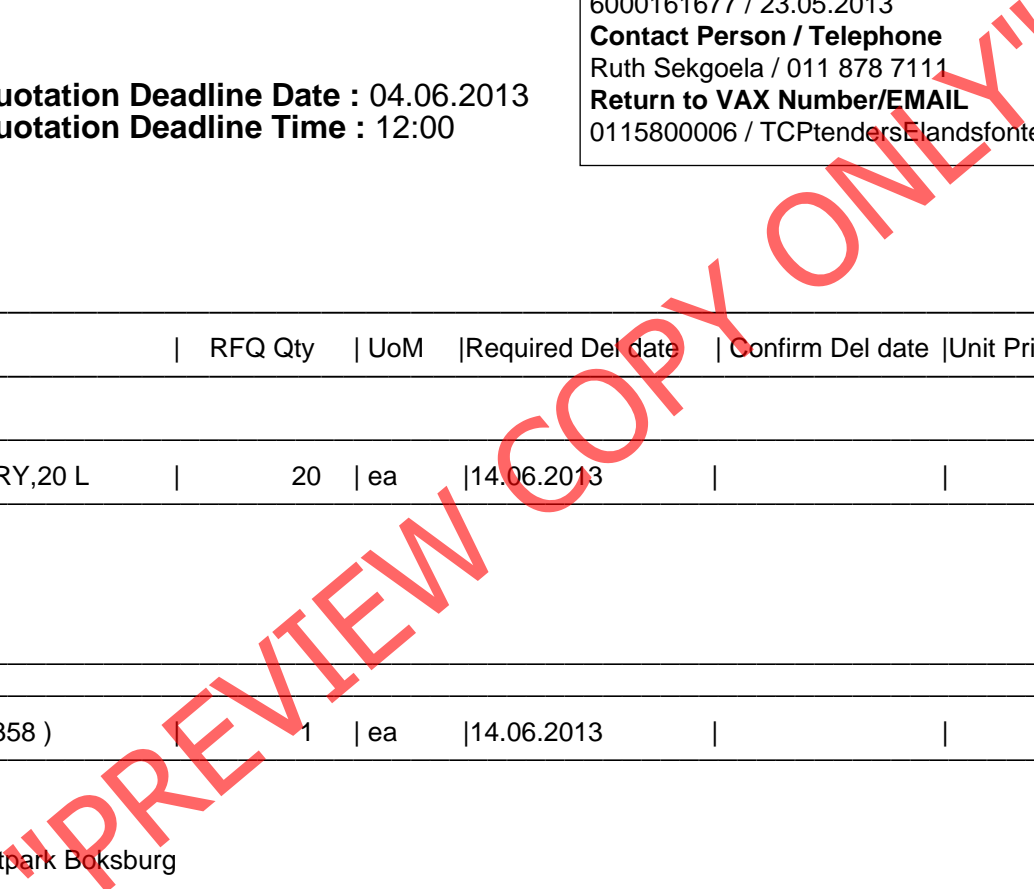 6000161677 / 23.05.2013
Contact Person / Telephone
Ruth Sekgoela / 011 878 7111
Return to VAX Number/EMAIL
0115800006 / TCPtendersElandsfonte
uotation Deadline Date : 04.06.2013
uotation Deadline Time : 12:00
| RFQ Qty | UoM |Required Del date | Confirm Del date |Unit Pri
RY,20 L | 20 | ea |14.06.2013 | |
358 ) | 1 | ea |14.06.2013 | |
tpark Boksburg
"PREVIEW COPY ONLY"